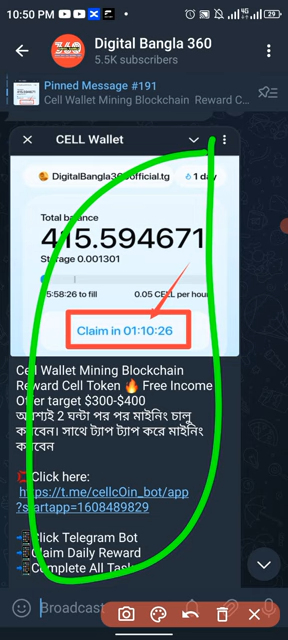 10:50 PM
4G
29
Digital Bangla 360
5.5K subscribers
Pinned Message #191
Cell Wallet Mining Blockchain Reward C...
CELL Wallet
DigitalBangla360official.tg
1 day
Total balance
415.594671
Storage 0.001301
5:58:26 to fill
0.05 CELL per hour
Claim in 01:10:26
Cell Wallet Mining Blockchain
Reward Cell Token 🔥 Free Income
Offer target $300-$400
অবশ্যই 2 ঘন্টা পর পর মাইনিং চালু
করবেন। সাথে ট্যাপ ট্যাপ করে মাইনিং
করবেন
Click here:
https://t.me/cellcOin_bot/app
?startapp=1608489829
Click Telegram Bot
Claim Daily Reward
Complete All Task
Broadcast